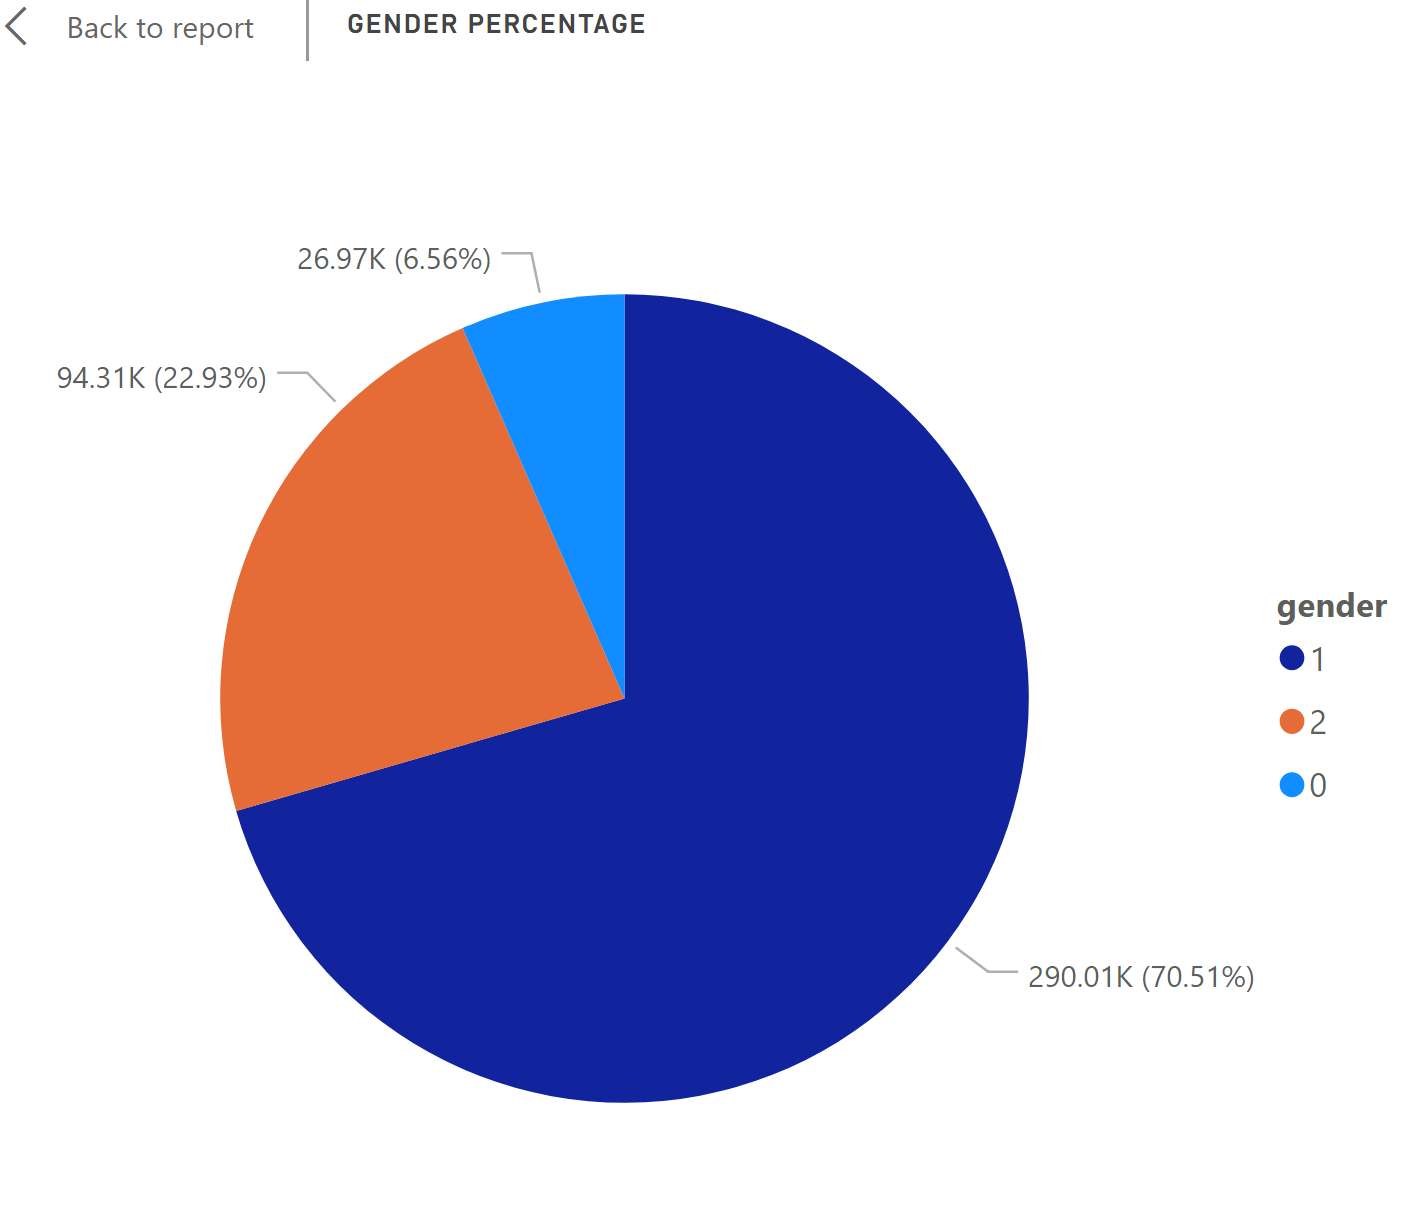 Back to report
GENDER PERCENTAGE
26.97K (6.56%)
94.31K (22.93%)
gender
1
2
0
290.01K (70.51%)